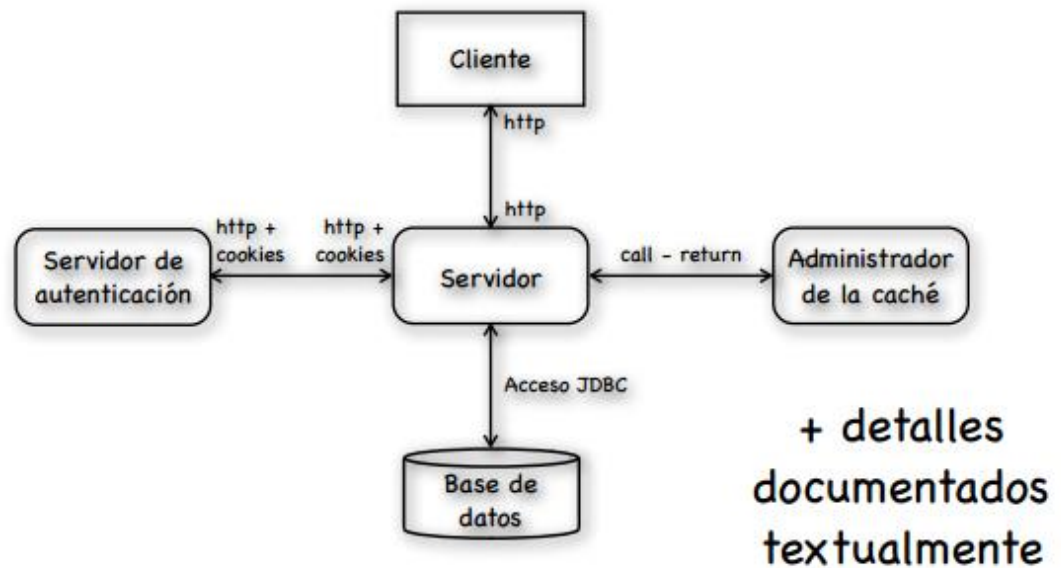 Cliente
http
http
http +
cookies
http +
cookies
Servidor de
autenticación
Servidor
call - return
Administrador
de la caché
Acceso JDBC
Base de
datos
+ detalles
documentados
textualmente